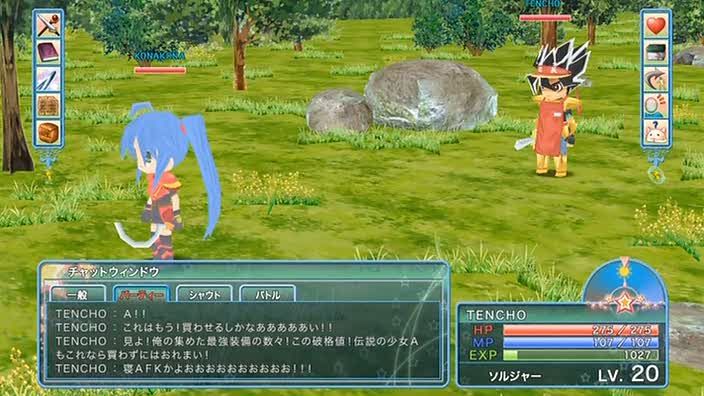 TENCHO
KONAKONA
チャットウィンドウ
一般 パーティー シャウト バトル
TENCHO : A!!
TENCHO : これはもう!買わせるしかなあああああい!!
TENCHO : 見よ!俺の集めた最強装備の数々!この破格値!伝説の少女A
もこれなら買わずにはおれまい!
TENCHO : 寝AFKかよおおおおおおおおおおお!!!
TENCHO
HP 275 / 275
MP 107 / 107
EXP 1027
ソルジャー LV. 20